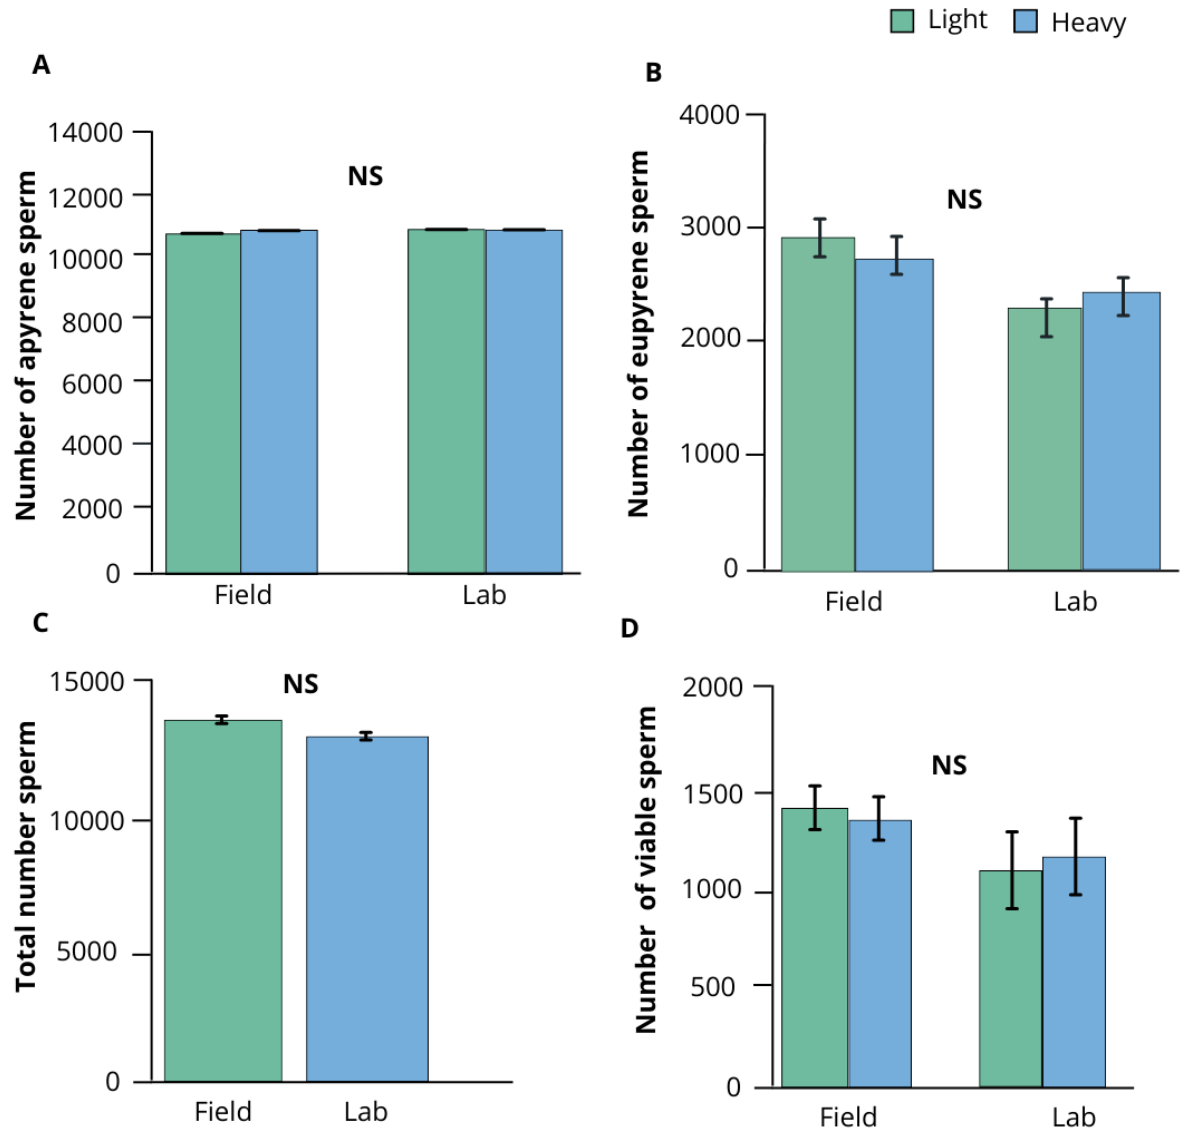 Light Heavy
A
B
14000
12000
10000
8000
6000
4000
2000
0
Number of apyrene sperm
NS
Field Lab
4000
3000
2000
1000
0
Number of eupyrene sperm
NS
Field Lab
C
D
15000
10000
5000
0
Total number sperm
NS
Field Lab
2000
1500
1000
500
0
Number of viable sperm
NS
Field Lab